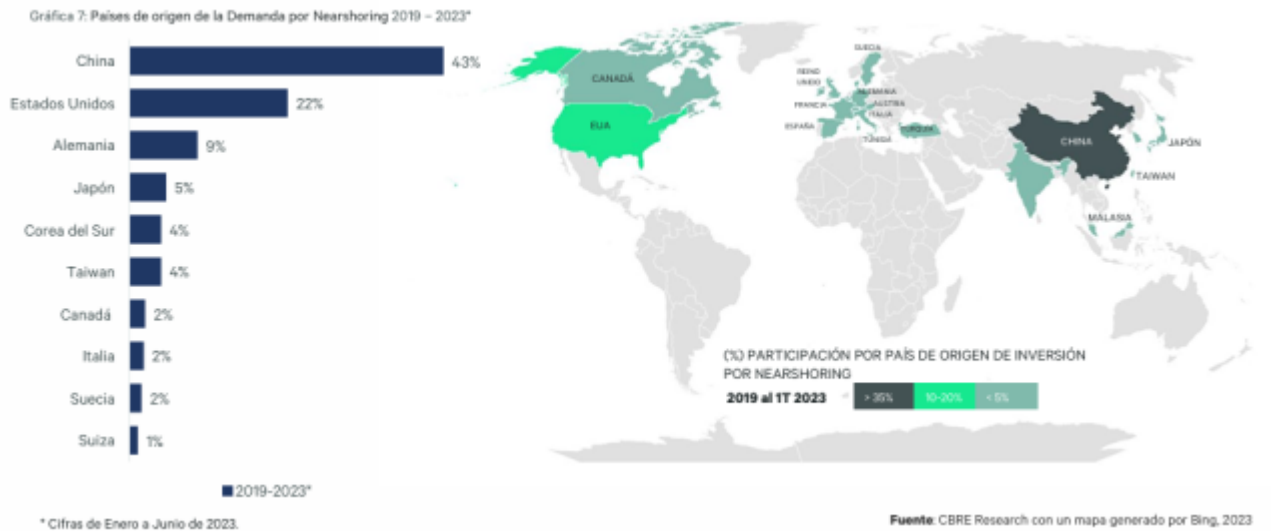 Gráfica 7: Países de origen de la Demanda por Nearshoring 2019 – 2023*
China 43%
Estados Unidos 22%
Alemania 9%
Japón 5%
Corea del Sur 4%
Taiwan 4%
Canadá 2%
Italia 2%
Suecia 2%
Suiza 1%
2019-2023*
* Cifras de Enero a Junio de 2023.
SUECIA
CANADÁ
REINO
UNIDO
ALEMANIA
FRANCIA
AUSTRIA
ITALIA
EUA
ESPAÑA
TURQUÍA
TUNIDA
CHINA
JAPÓN
TAIWAN
MALASIA
(%) PARTICIPACIÓN POR PAÍS DE ORIGEN DE INVERSIÓN
POR NEARSHORING
2019 al 1T 2023
> 35% 10-20% < 5%
Fuente: CBRE Research con un mapa generado por Bing, 2023